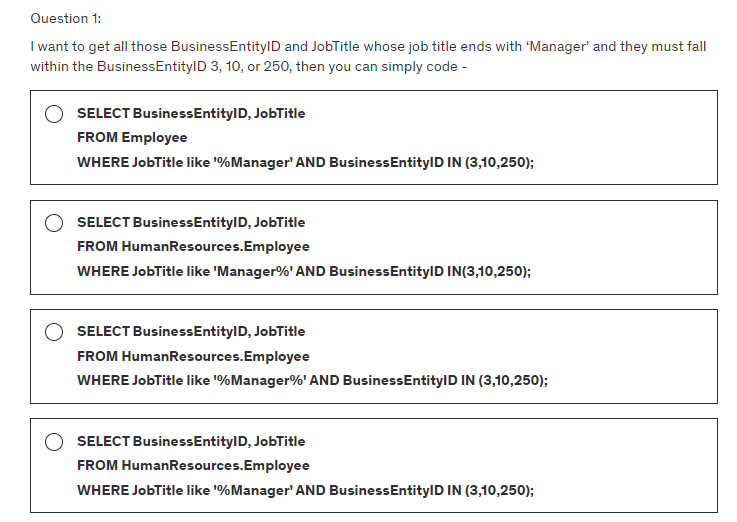 Question 1:
I want to get all those BusinessEntityID and JobTitle whose job title ends with ‘Manager’ and they must fall
within the BusinessEntityID 3, 10, or 250, then you can simply code -
SELECT BusinessEntityID, JobTitle
FROM Employee
WHERE JobTitle like '%Manager' AND BusinessEntityID IN (3,10,250);
SELECT BusinessEntityID, JobTitle
FROM HumanResources.Employee
WHERE JobTitle like 'Manager%' AND BusinessEntityID IN(3,10,250);
SELECT BusinessEntityID, JobTitle
FROM HumanResources.Employee
WHERE JobTitle like '%Manager%' AND BusinessEntityID IN (3,10,250);
SELECT BusinessEntityID, JobTitle
FROM HumanResources.Employee
WHERE JobTitle like '%Manager' AND BusinessEntityID IN (3,10,250);